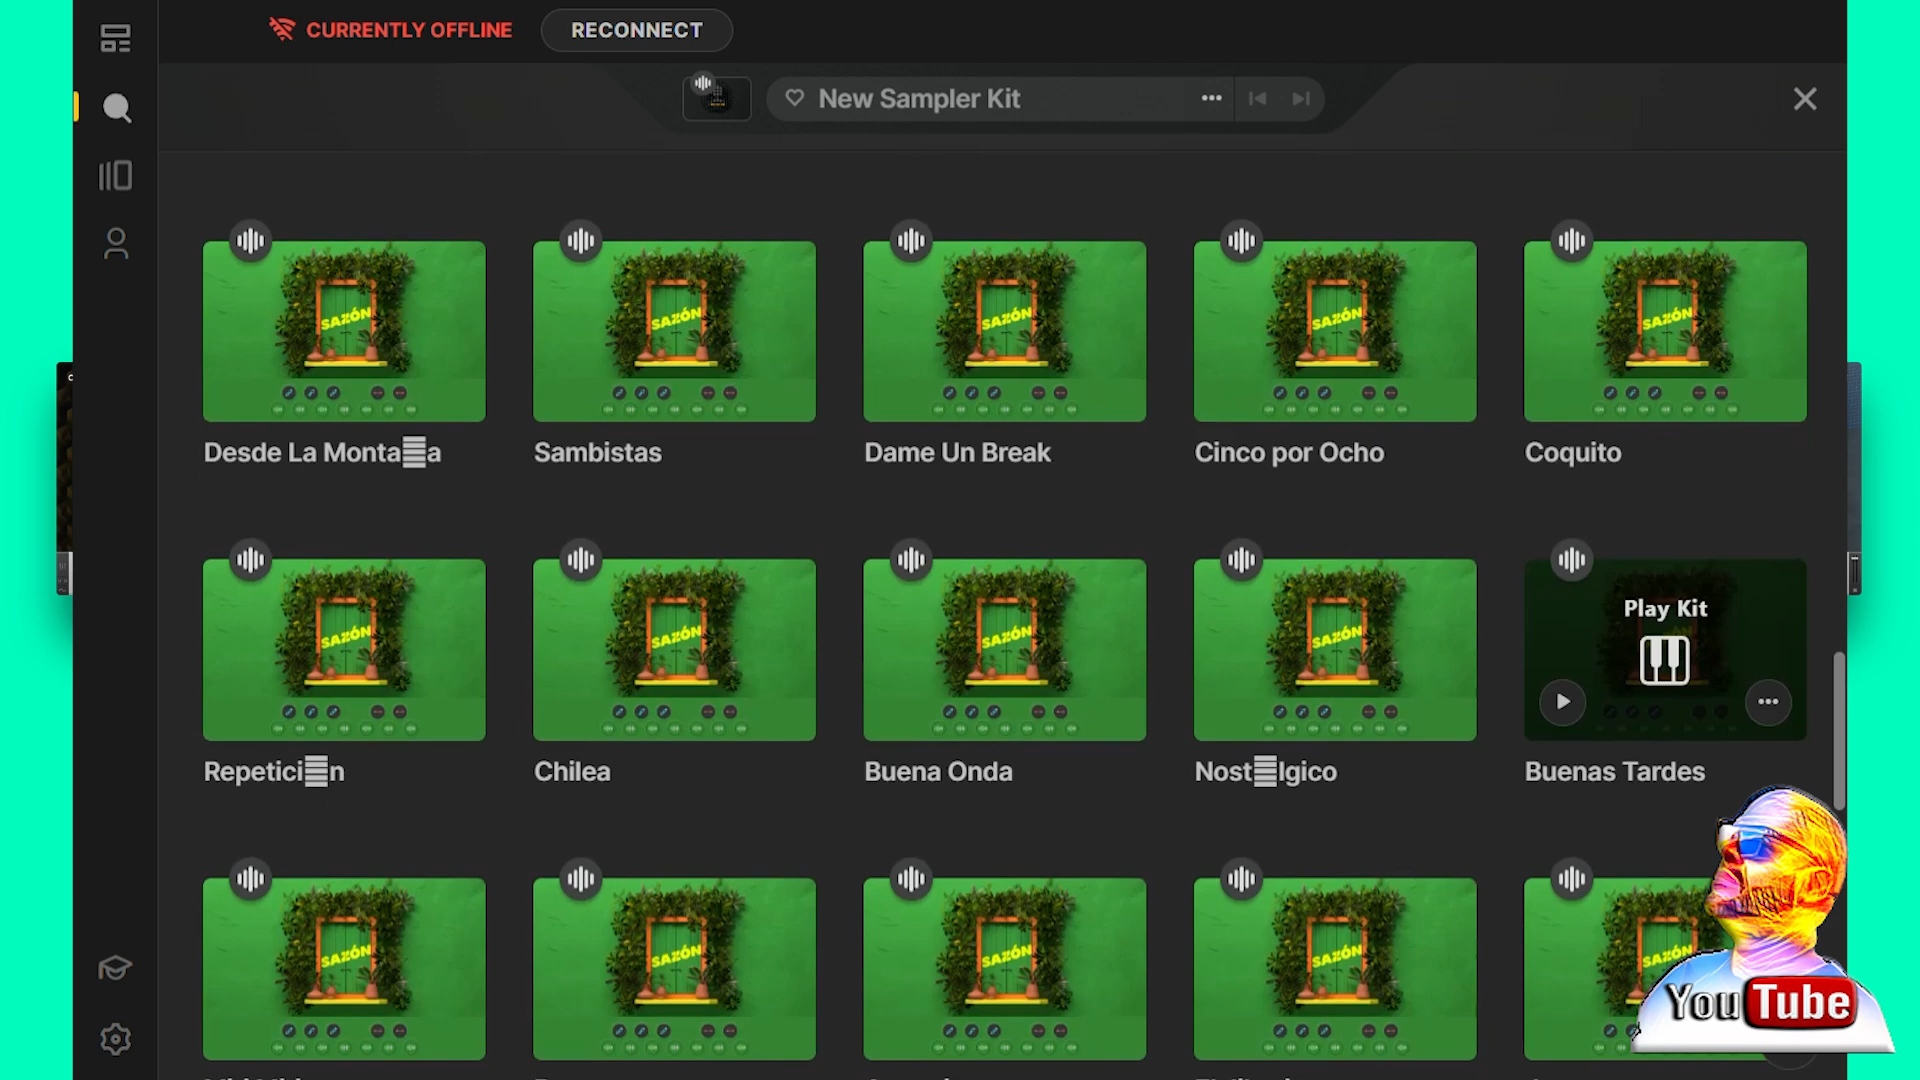 CURRENTLY OFFLINE RECONNECT
New Sampler Kit
SAZÓN SAZÓN SAZÓN SAZÓN SAZÓN
Desde La Monta a Sambistas Dame Un Break Cinco por Ocho Coquito
Play Kit
SAZÓN SAZÓN SAZÓN SAZÓN
Repetici n Chilea Buena Onda Nost lgico Buenas Tardes
SAZÓN SAZÓN SAZÓN SAZÓN SAZÓN
YouTube